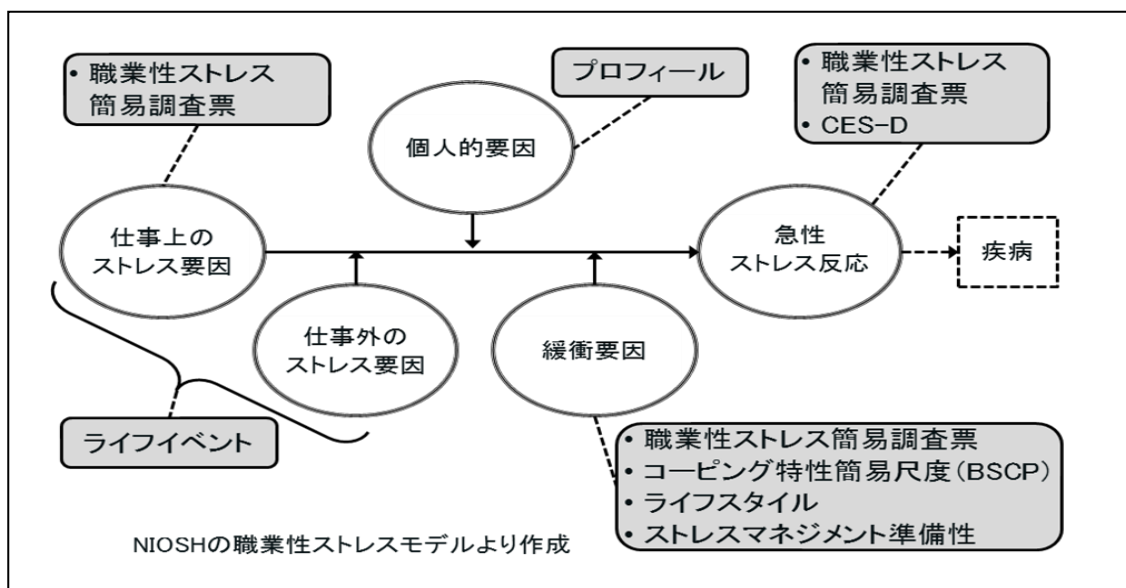 • 職業性ストレス
簡易調査票
プロフィール
• 職業性ストレス
簡易調査票
• CES-D
個人的要因
仕事上の
ストレス要因
急性
ストレス反応
疾病
仕事外の
ストレス要因
緩衝要因
ライフイベント
• 職業性ストレス簡易調査票
• コーピング特性簡易尺度(BSCP)
• ライフスタイル
• ストレスマネジメント準備性
NIOSHの職業性ストレスモデルより作成